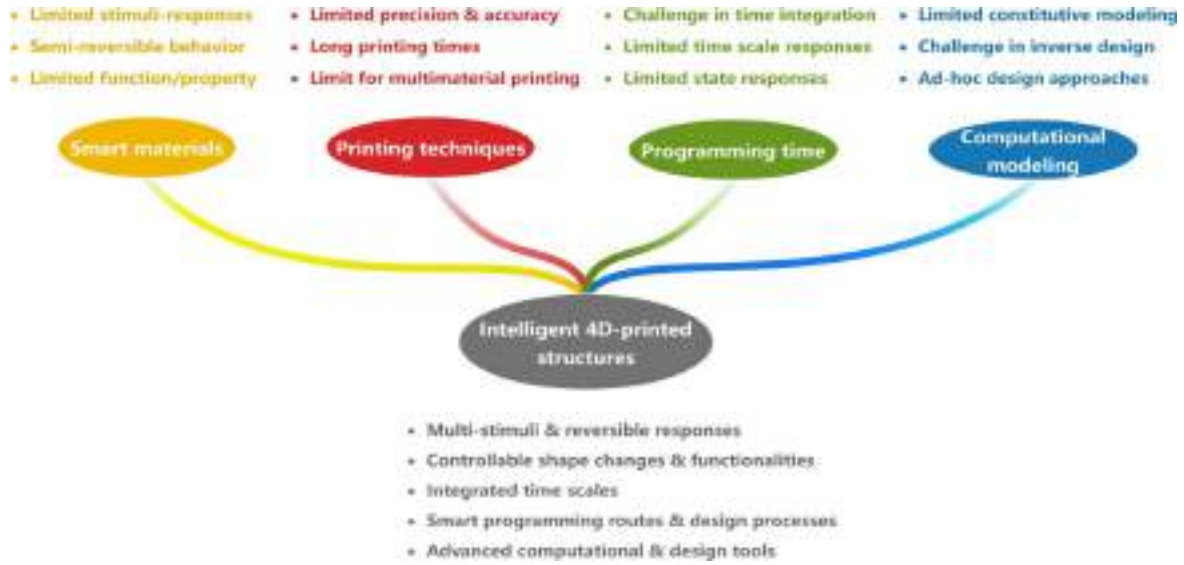 • Limited stimuli-responses
• Semi-reversible behavior
• Limited function/property
• Limited precision & accuracy
• Long printing times
• Limit for multimaterial printing
• Challenge in time integration
• Limited time scale responses
• Limited state responses
• Limited constitutive modeling
• Challenge in inverse design
• Ad-hoc design approaches
Smart materials
Printing techniques
Programming time
Computational
modeling
Intelligent 4D-printed
structures
• Multi-stimuli & reversible responses
• Controllable shape changes & functionalities
• Integrated time scales
• Smart programming routes & design processes
• Advanced computational & design tools